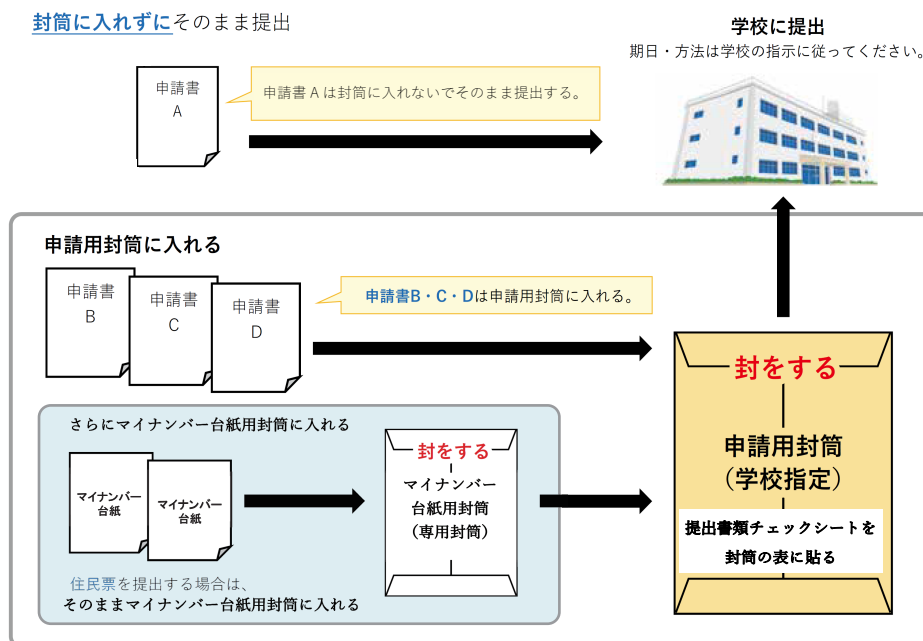 封筒に入れずにそのまま提出
学校に提出
期日・方法は学校の指示に従ってください。
申請書
A
申請書Aは封筒に入れないでそのまま提出する。
申請用封筒に入れる
申請書
B
申請書
C
申請書
D
申請書B・C・Dは申請用封筒に入れる。
さらにマイナンバー台紙用封筒に入れる
マイナンバー
台紙
マイナンバー
台紙
封をする
マイナンバー
台紙用封筒
(専用封筒)
住民票を提出する場合は、
そのままマイナンバー台紙用封筒に入れる
封をする
申請用封筒
(学校指定)
提出書類チェックシートを
封筒の表に貼る